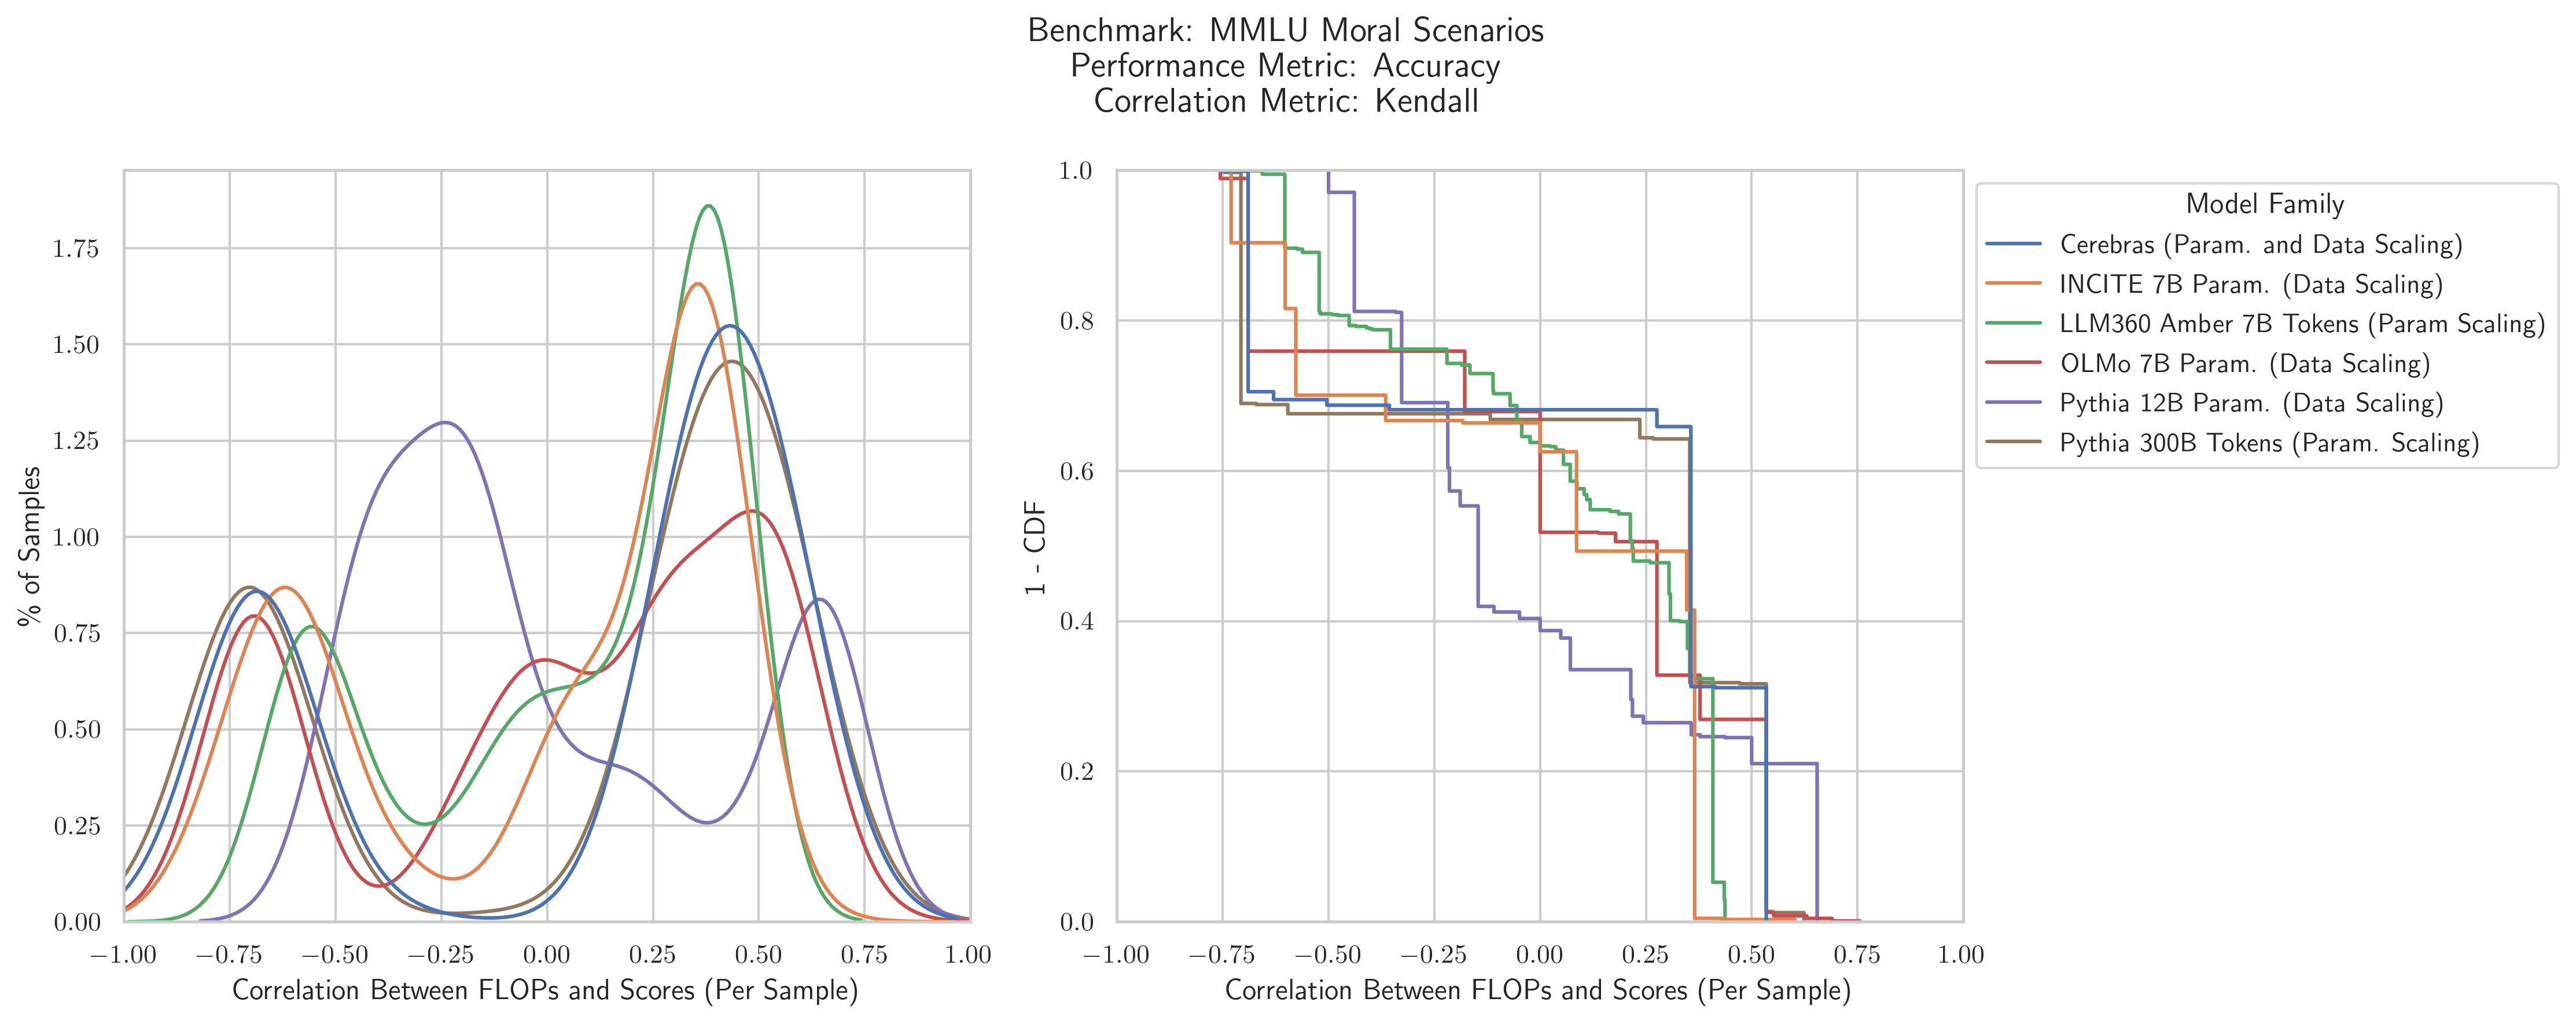 Benchmark: MMLU Moral Scenarios
Performance Metric: Accuracy
Correlation Metric: Kendall
% of Samples
1.75
1.50
1.25
1.00
0.75
0.50
0.25
0.00
−1.00 −0.75 −0.50 −0.25 0.00 0.25 0.50 0.75 1.00
Correlation Between FLOPs and Scores (Per Sample)
1 - CDF
1.0
0.8
0.6
0.4
0.2
0.0
−1.00 −0.75 −0.50 −0.25 0.00 0.25 0.50 0.75 1.00
Correlation Between FLOPs and Scores (Per Sample)
Model Family
Cerebras (Param. and Data Scaling)
INCITE 7B Param. (Data Scaling)
LLM360 Amber 7B Tokens (Param Scaling)
OLMo 7B Param. (Data Scaling)
Pythia 12B Param. (Data Scaling)
Pythia 300B Tokens (Param. Scaling)